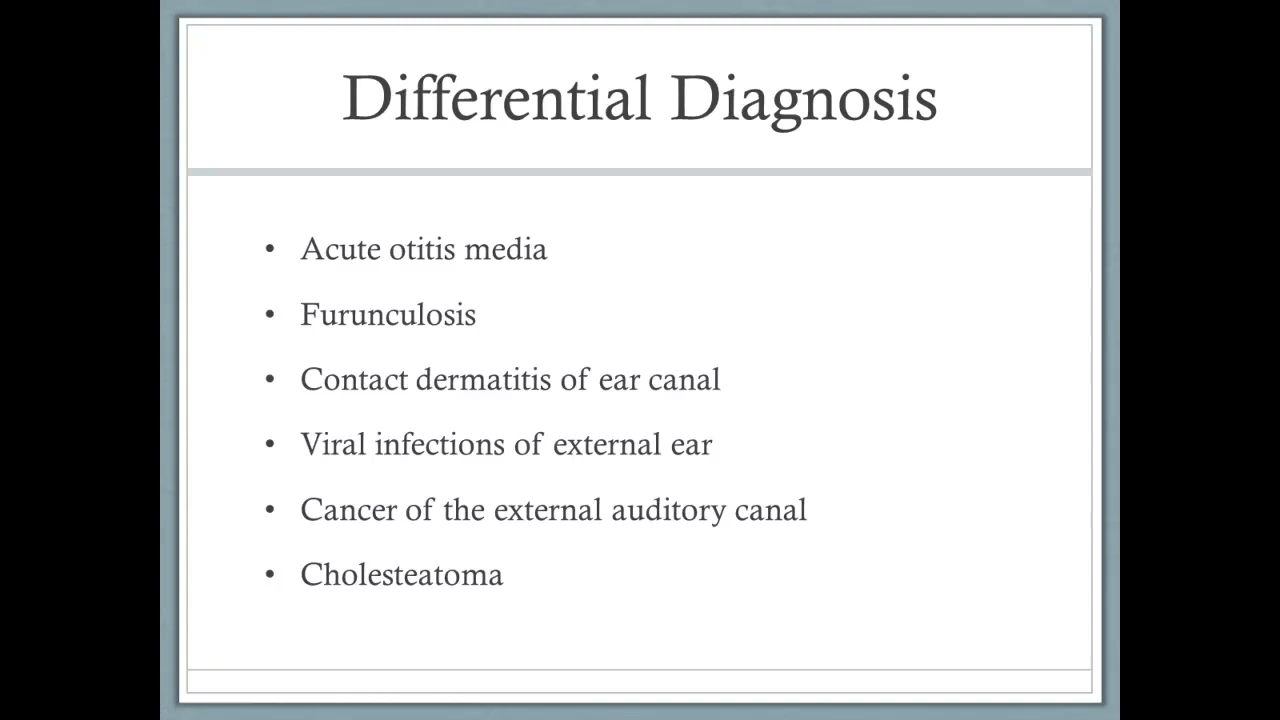 Differential Diagnosis
• Acute otitis media
• Furunculosis
• Contact dermatitis of ear canal
• Viral infections of external ear
• Cancer of the external auditory canal
• Cholesteatoma